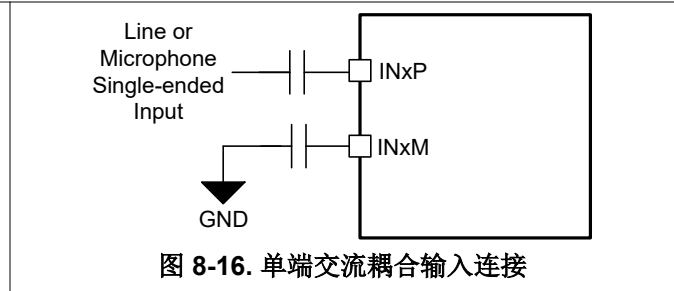 Line or
Microphone
Single-ended
Input
INxP
INxM
GND
图 8-16. 单端交流耦合输入连接